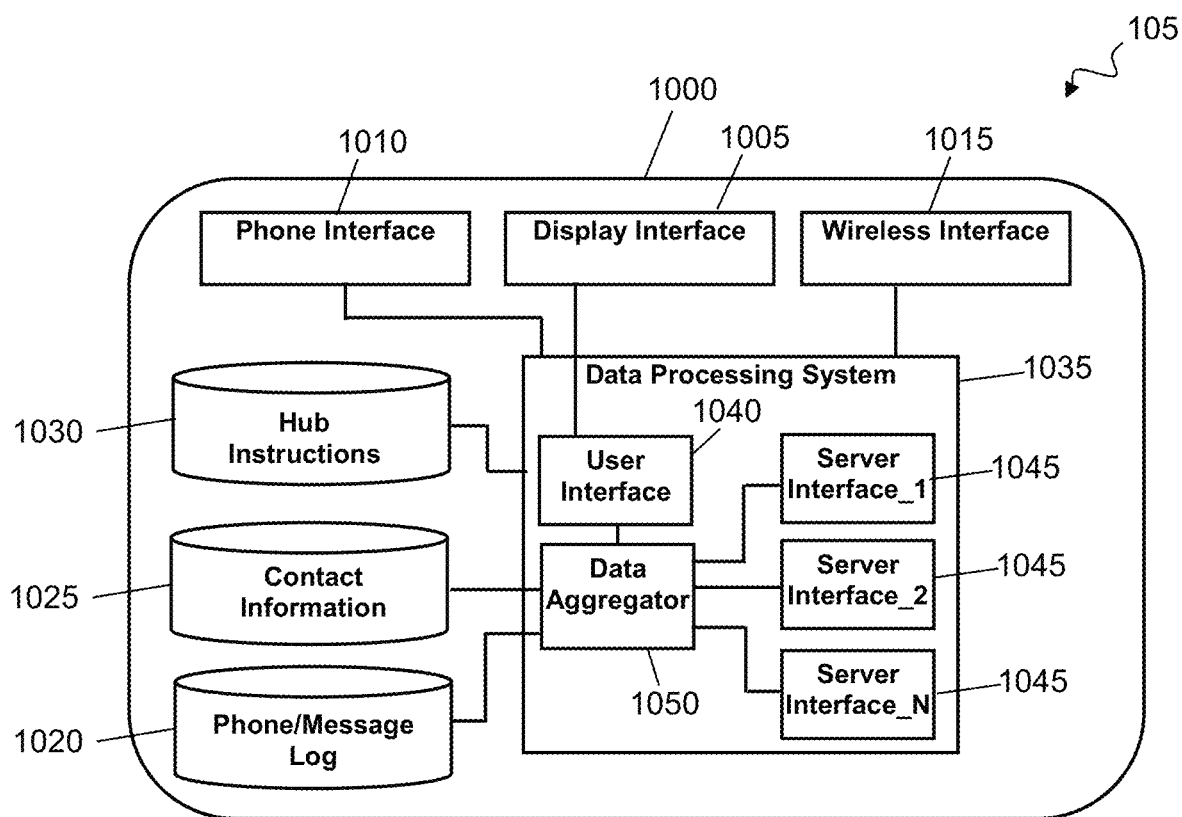 105
1000
1010
1005
1015
Phone Interface
Display Interface
Wireless Interface
Data Processing System
1035
1030
Hub
Instructions
1040
User
Interface
Server
Interface_1
1045
1025
Contact
Information
Data
Aggregator
Server
Interface_2
1045
1020
Phone/Message
Log
1050
Server
Interface_N
1045